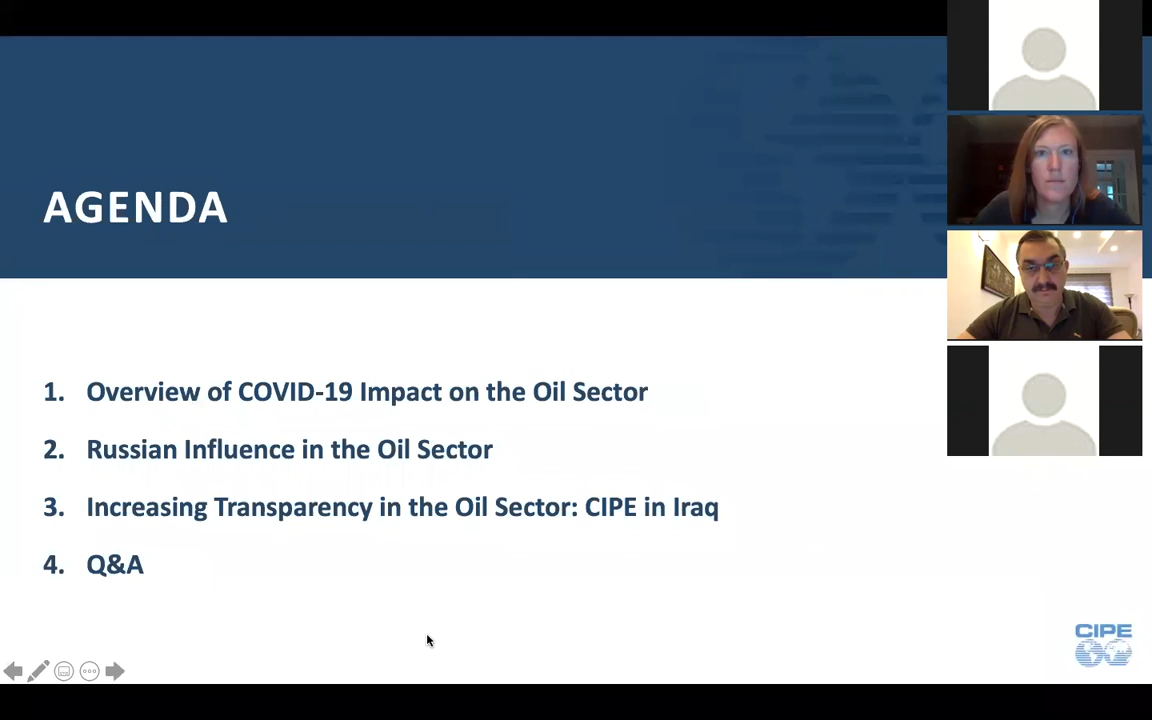 AGENDA
1. Overview of COVID-19 Impact on the Oil Sector
2. Russian Influence in the Oil Sector
3. Increasing Transparency in the Oil Sector: CIPE in Iraq
4. Q&A
CIPE